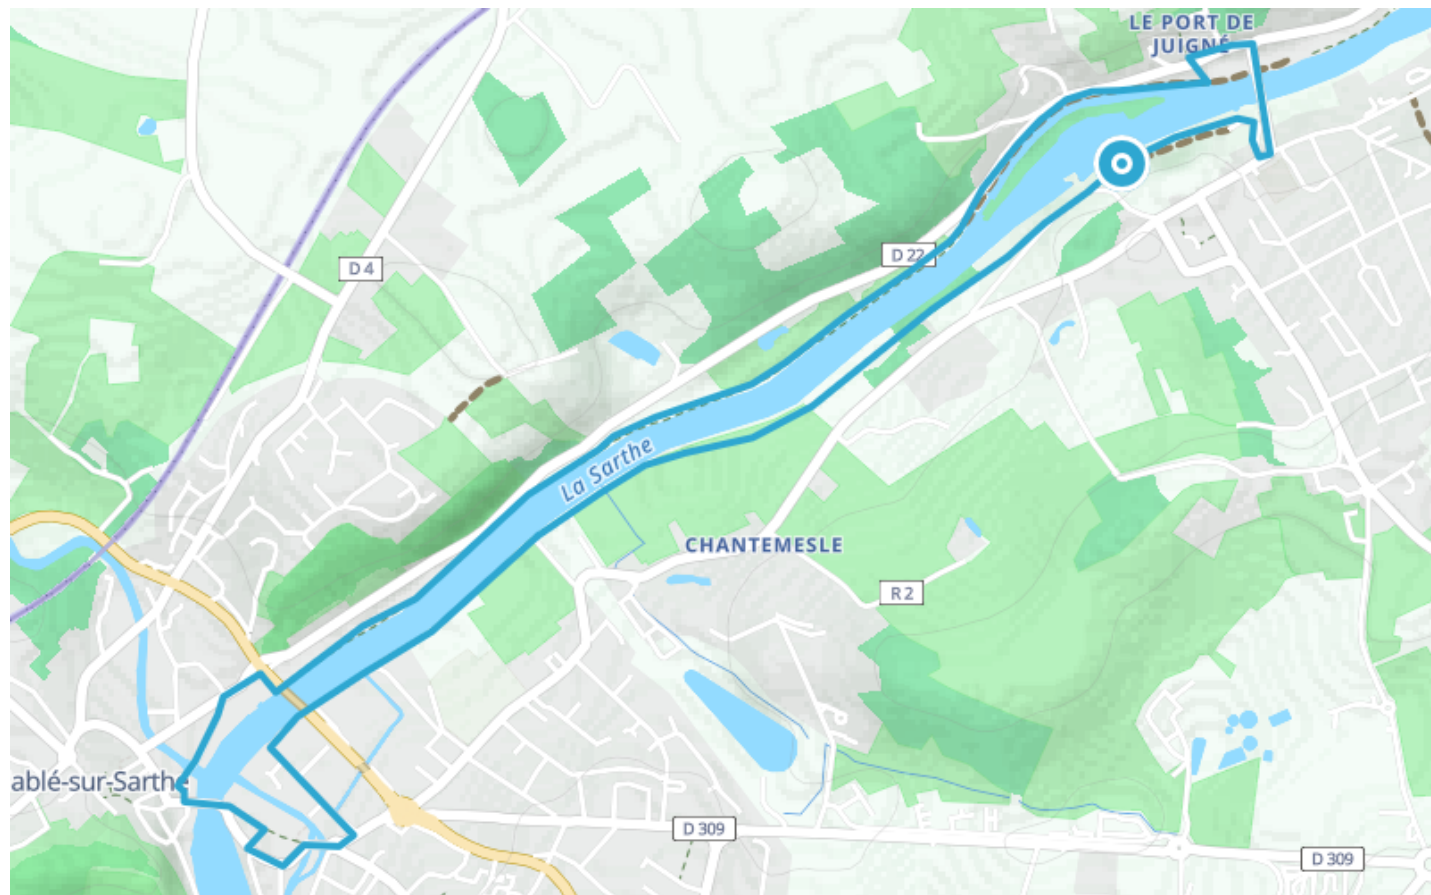 LE PORT DE
JUIGNÉ
D 22
D 4
La Sarthe
CHANTEMESLE
R 2
ablé-sur-Sarthe
D 309
D 309